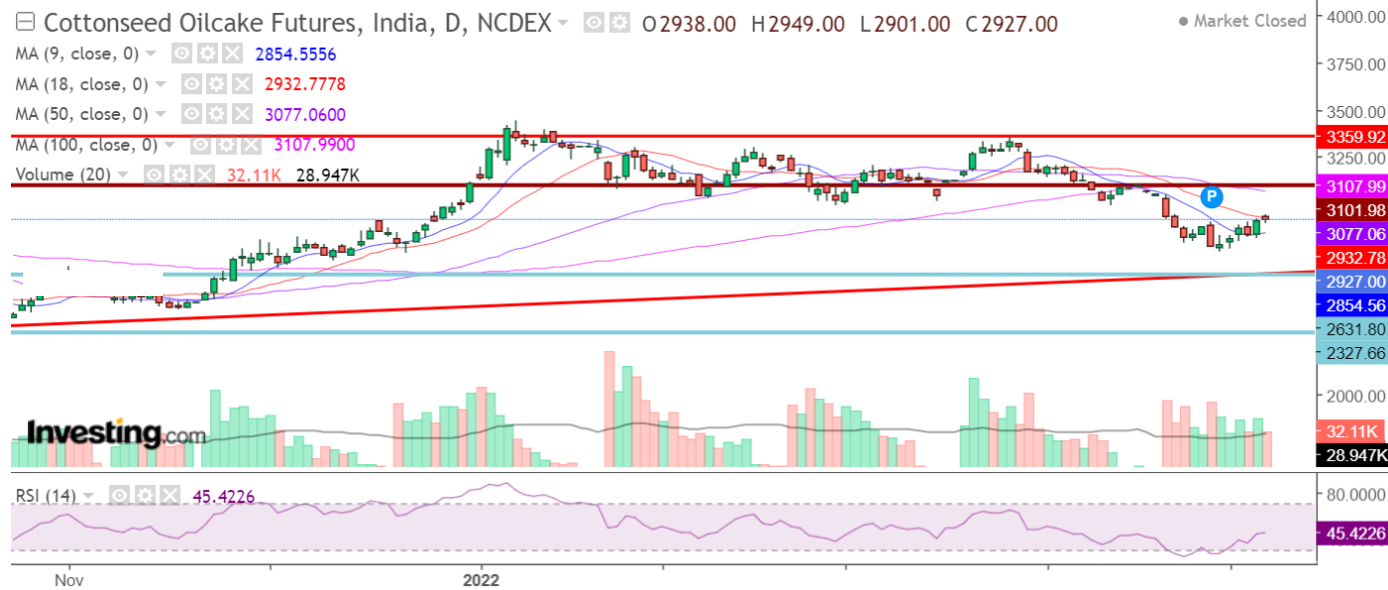 Cottonseed Oilcake Futures, India, D, NCDEX O2938.00 H2949.00 L2901.00 C2927.00
Market Closed
MA (9, close, 0) 2854.5556
MA (18, close, 0) 2932.7778
MA (50, close, 0) 3077.0600
MA (100, close, 0) 3107.9900
Volume (20) 32.11K 28.947K
P
4000.00
3750.00
3500.00
3359.92
3250.00
3107.99
3101.98
3077.06
2932.78
2927.00
2854.56
2631.80
2327.66
2000.00
32.11K
28.947K
Investing.com
RSI (14) 45.4226
80.0000
45.4226
Nov
2022